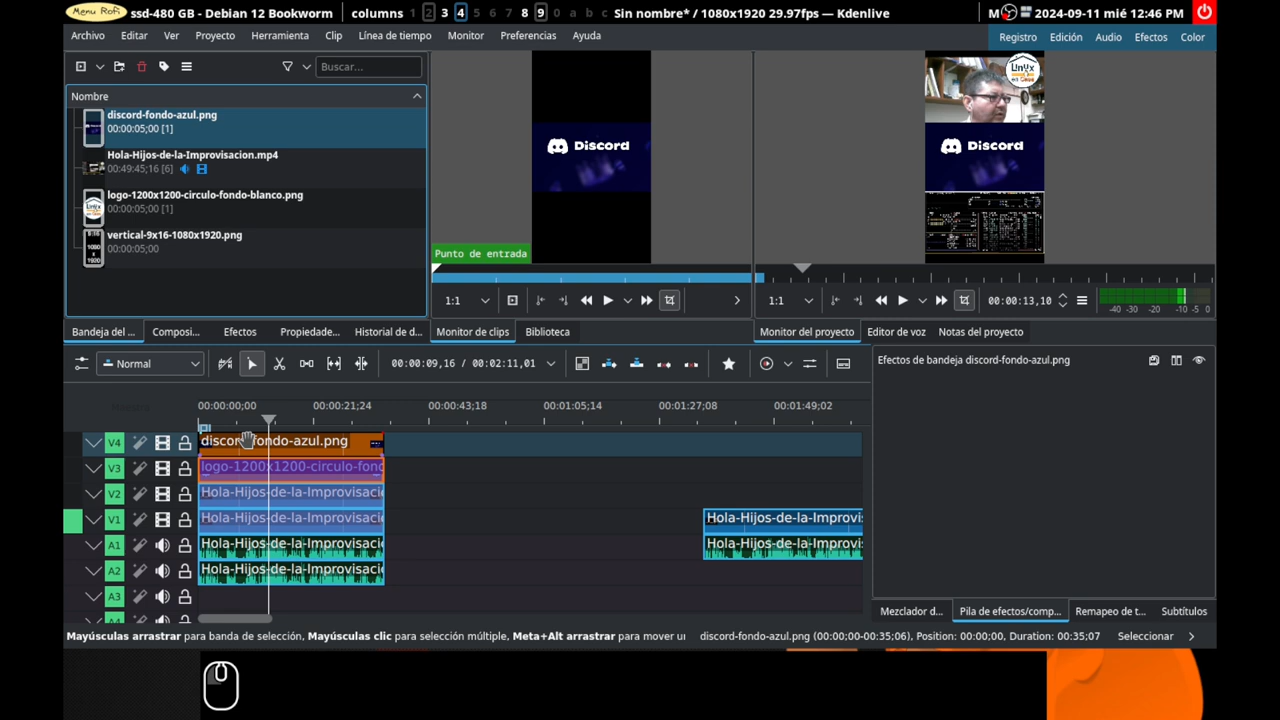 Menu Rofi ssd-480 GB - Debian 12 Bookworm columns 1 2 3 4 5 6 7 8 9 0 a b c Sin nombre* / 1080x1920 29.97fps — Kdenlive M 2024-09-11 mié 12:46 PM
Archivo Editar Ver Proyecto Herramienta Clip Línea de tiempo Monitor Preferencias Ayuda Registro Edición Audio Efectos Color
Buscar...
Nombre
discord-fondo-azul.png
00:00:05;00 [1]
Hola-Hijos-de-la-Improvisacion.mp4
00:49:45;16 [6]
logo-1200x1200-circulo-fondo-blanco.png
00:00:05;00 [1]
vertical-9x16-1080x1920.png
00:00:05;00
Discord
Punto de entrada
Discord
1:1
1:1 00:00:13,10
-40 -30 -20 -10 -5 0
Bandeja del ... Composi... Efectos Propiedade... Historial de d... Monitor de clips Biblioteca Monitor del proyecto Editor de voz Notas del proyecto
Normal 00:00:09,16 / 00:02:11,01
Efectos de bandeja discord-fondo-azul.png
Maestra 00:00:00;00 00:00:21;24 00:00:43;18 00:01:05;14 00:01:27;08 00:01:49;02
V4 discord-fondo-azul.png
V3 logo-1200x1200-circulo-fond
V2 Hola-Hijos-de-la-Improvisaci
V1 Hola-Hijos-de-la-Improvisaci Hola-Hijos-de-la-Improvi
A1 Hola-Hijos-de-la-Improvisaci Hola-Hijos-de-la-Improvi
A2 Hola-Hijos-de-la-Improvisaci
A3
Mezclador d... Pila de efectos/comp... Remapeo de t... Subtítulos
Mayúsculas arrastrar para banda de selección, Mayúsculas clic para selección múltiple, Meta+Alt arrastrar para mover u discord-fondo-azul.png (00:00:00;00-00:35;06), Position: 00:00;00, Duration: 00:35;07 Seleccionar